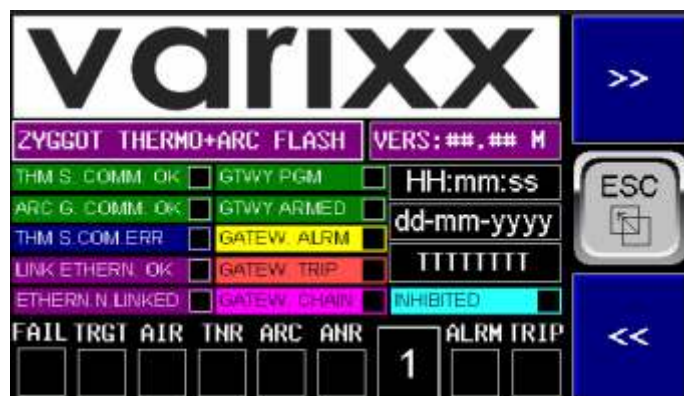 varixx
>>
ZYGGOT THERMO+ARC FLASH
VERS:##.## M
THM S. COMM. OK
GTWY PGM
HH:mm:ss
ESC
ARC G. COMM. OK
GTWY ARMED
dd-mm-yyyy
THM S.COM.ERR
GATEW. ALRM
LINK ETHERN. OK
GATEW. TRIP
TTTTTTTT
ETHERN.N.LINKED
GATEW. CHAIN
INHIBITED
FAIL TRGT AIR TNR ARC ANR
ALRM TRIP
1
<<